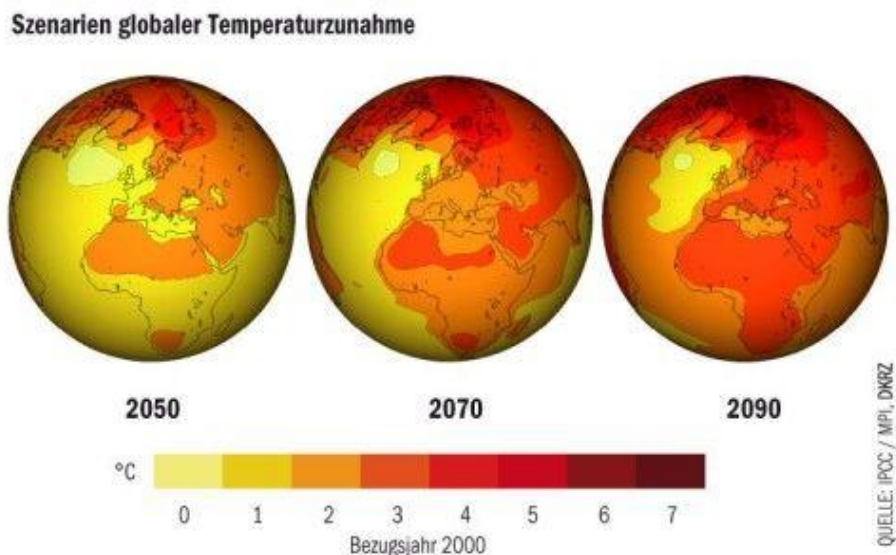 Szenarien globaler Temperaturzunahme
2050 2070 2090
°C
0 1 2 3 4 5 6 7
Bezugsjahr 2000
QUELLE: IPCC / MPI, DKRZ